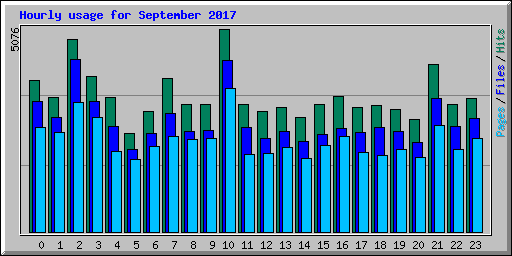 Hourly usage for September 2017
5076
Pages/Files/Hits
0 1 2 3 4 5 6 7 8 9 10 11 12 13 14 15 16 17 18 19 20 21 22 23